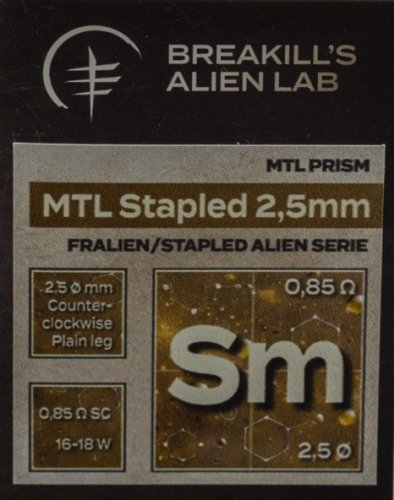 BREAKILL'S
ALIEN LAB
MTL PRISM
MTL Stapled 2,5mm
FRALIEN/STAPLED ALIEN SERIE
2,5 Ø mm
Counter-
clockwise
Plain leg
0,85 Ω
Sm
2,5 Ø
0,85 Ω SC
16-18 W